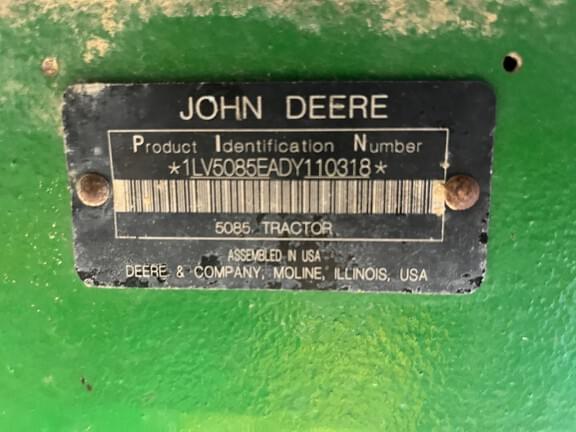 JOHN DEERE
Product Identification Number
*1LV5085EADY110318*
5085 TRACTOR
ASSEMBLED IN USA
DEERE & COMPANY, MOLINE, ILLINOIS, USA